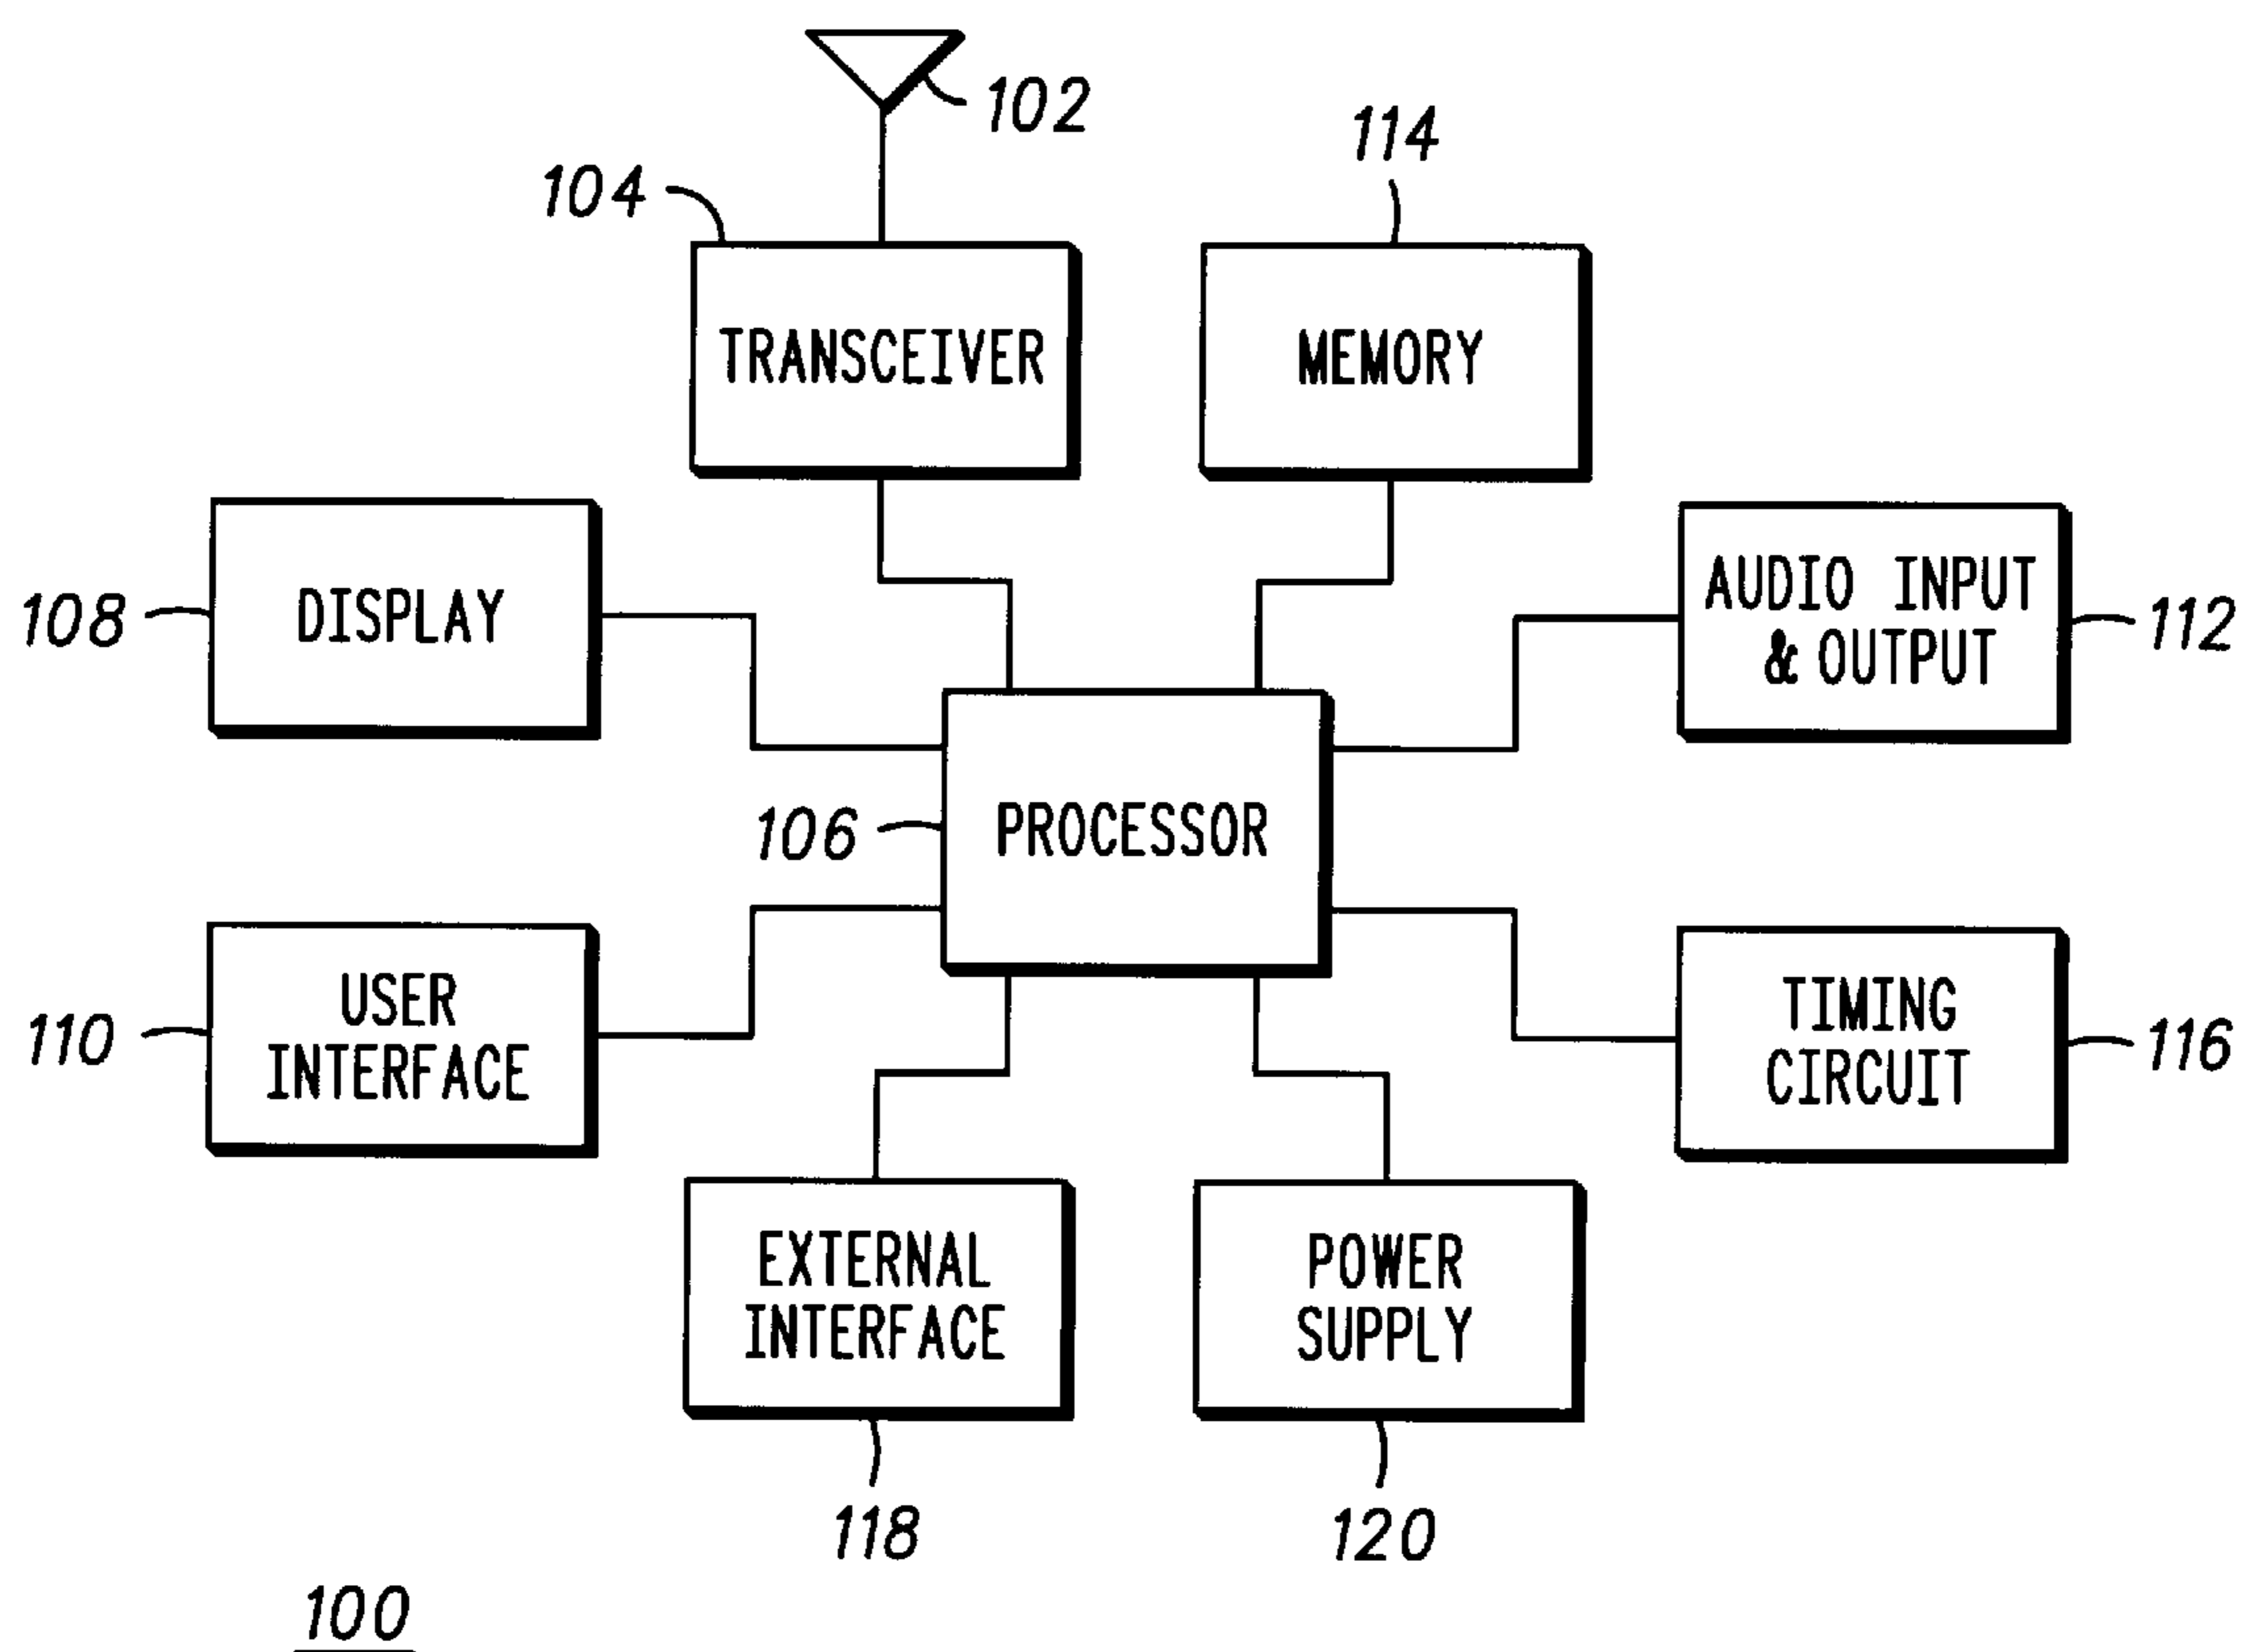 102
104
114
TRANSCEIVER
MEMORY
108
DISPLAY
AUDIO INPUT
& OUTPUT
112
106
PROCESSOR
110
USER
INTERFACE
TIMING
CIRCUIT
116
EXTERNAL
INTERFACE
POWER
SUPPLY
118
120
100